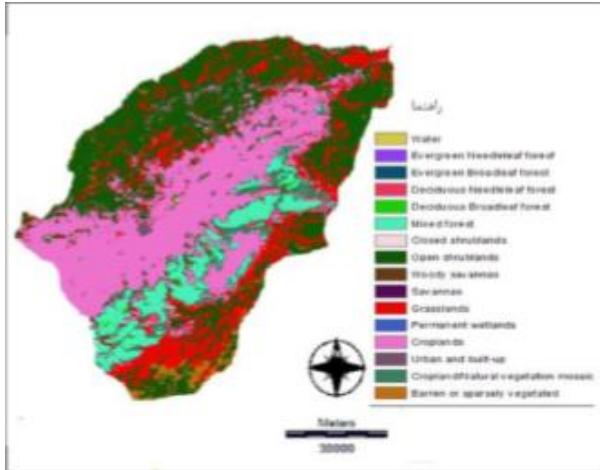 راهنما
Water
Evergreen Needleleaf forest
Evergreen Broadleaf forest
Deciduous Needleleaf forest
Deciduous Broadleaf forest
Mixed forest
Closed shrublands
Open shrublands
Woody savannas
Savannas
Grasslands
Permanent wetlands
Croplands
Urban and built-up
Cropland/Natural vegetation mosaic
Barren or sparsely vegetated
Meters
30000